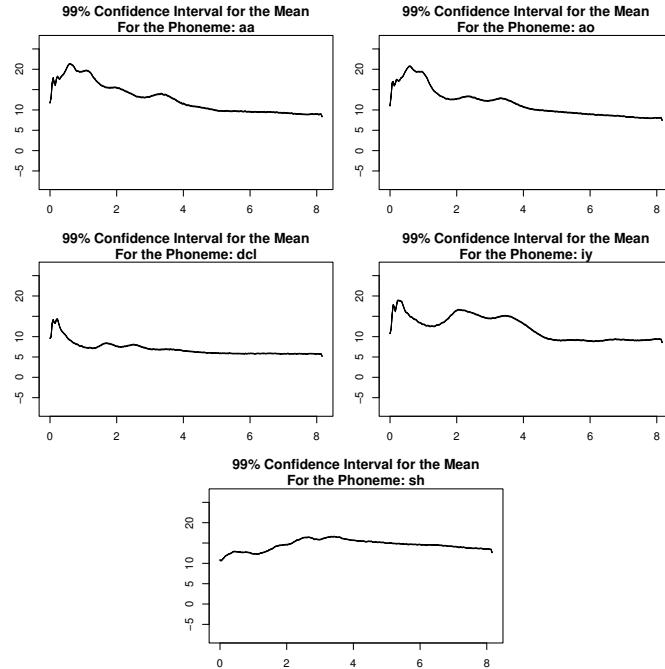 99% Confidence Interval for the Mean
For the Phoneme: aa
20
10
5
0
−5
0 2 4 6 8
99% Confidence Interval for the Mean
For the Phoneme: ao
20
10
5
0
−5
0 2 4 6 8
99% Confidence Interval for the Mean
For the Phoneme: dcl
20
10
5
0
−5
0 2 4 6 8
99% Confidence Interval for the Mean
For the Phoneme: iy
20
10
5
0
−5
0 2 4 6 8
99% Confidence Interval for the Mean
For the Phoneme: sh
20
10
5
0
−5
0 2 4 6 8